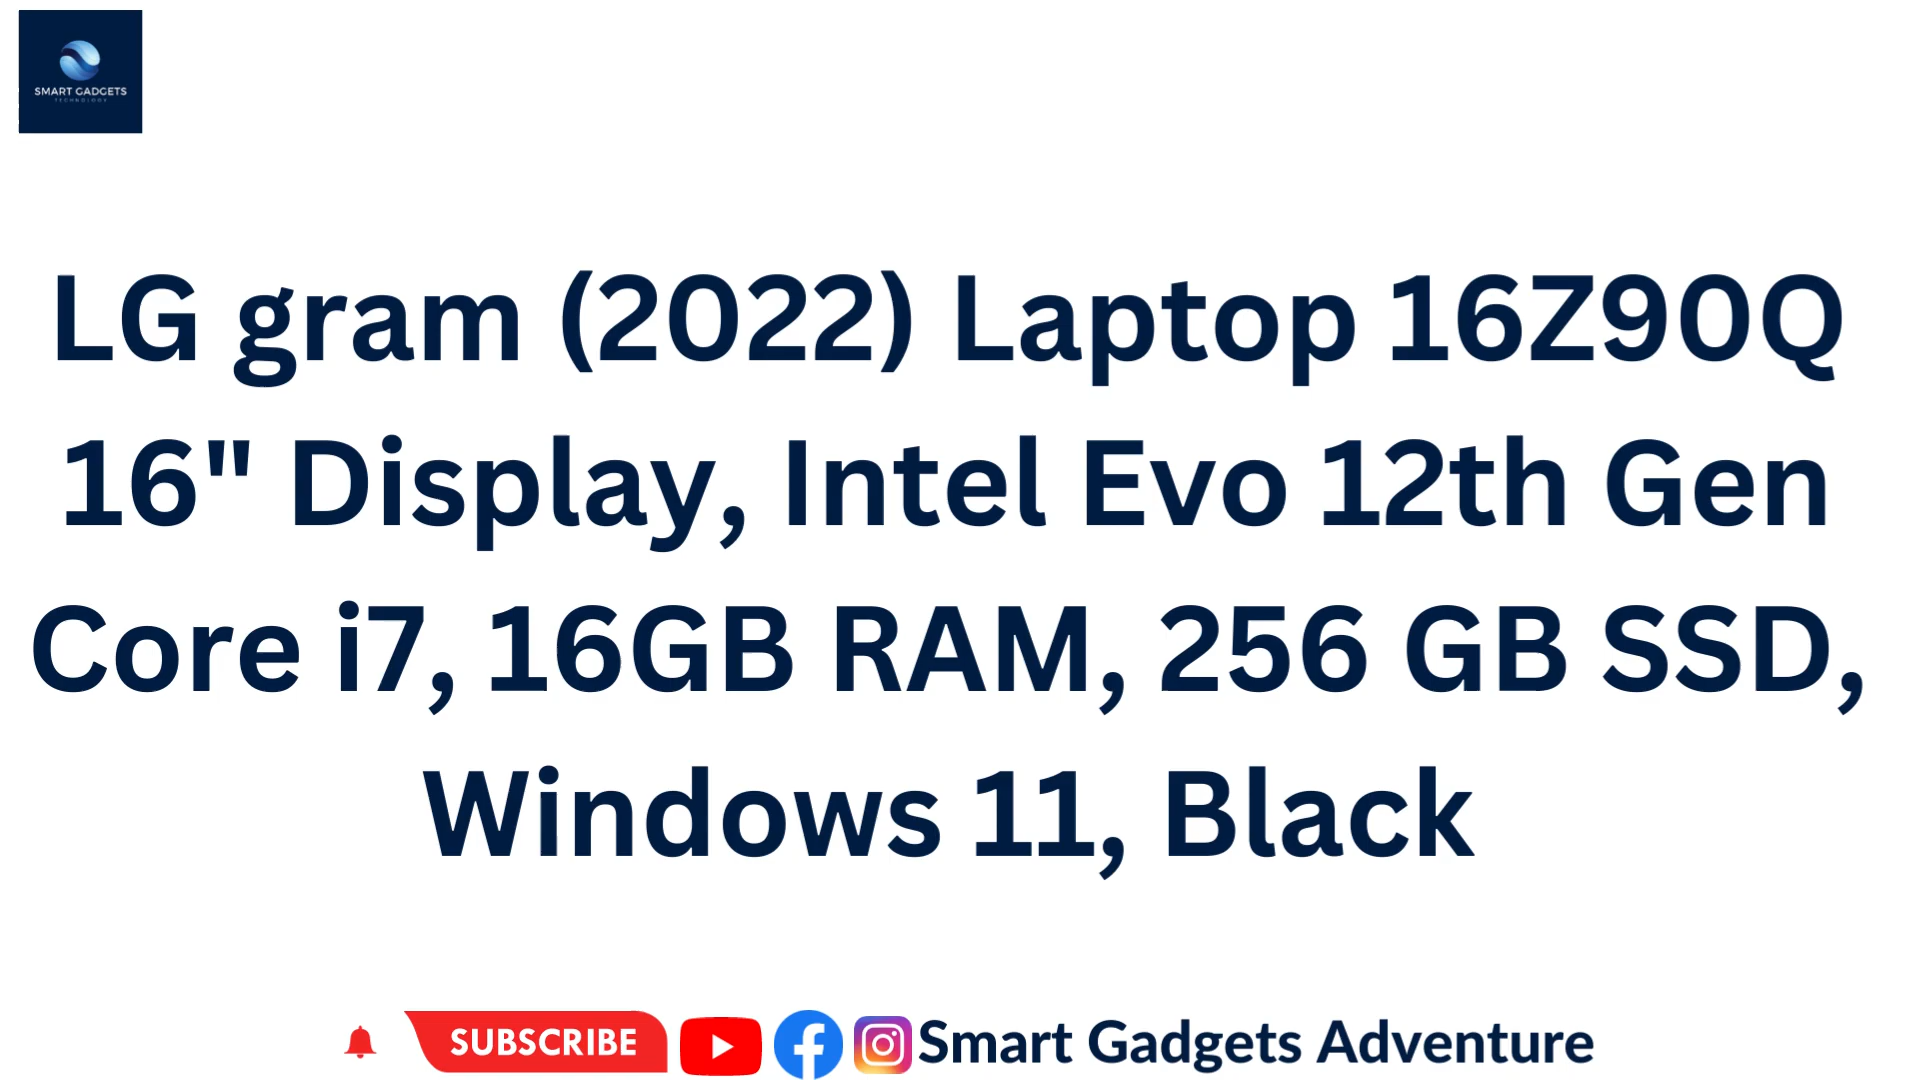 SMART GADGETS
TECHNOLOGY
LG gram (2022) Laptop 16Z90Q
16" Display, Intel Evo 12th Gen
Core i7, 16GB RAM, 256 GB SSD,
Windows 11, Black
SUBSCRIBE
Smart Gadgets Adventure